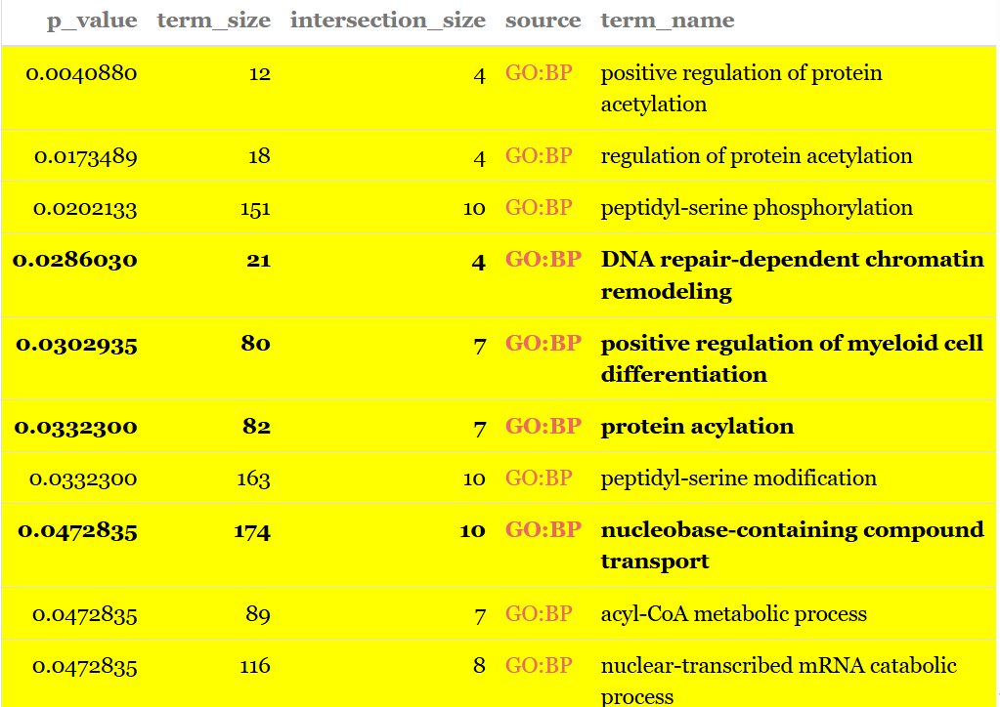 p_value term_size intersection_size source term_name
0.0040880 12 4 GO:BP positive regulation of protein
acetylation
0.0173489 18 4 GO:BP regulation of protein acetylation
0.0202133 151 10 GO:BP peptidyl-serine phosphorylation
0.0286030 21 4 GO:BP DNA repair-dependent chromatin
remodeling
0.0302935 80 7 GO:BP positive regulation of myeloid cell
differentiation
0.0332300 82 7 GO:BP protein acylation
0.0332300 163 10 GO:BP peptidyl-serine modification
0.0472835 174 10 GO:BP nucleobase-containing compound
transport
0.0472835 89 7 GO:BP acyl-CoA metabolic process
0.0472835 116 8 GO:BP nuclear-transcribed mRNA catabolic
process